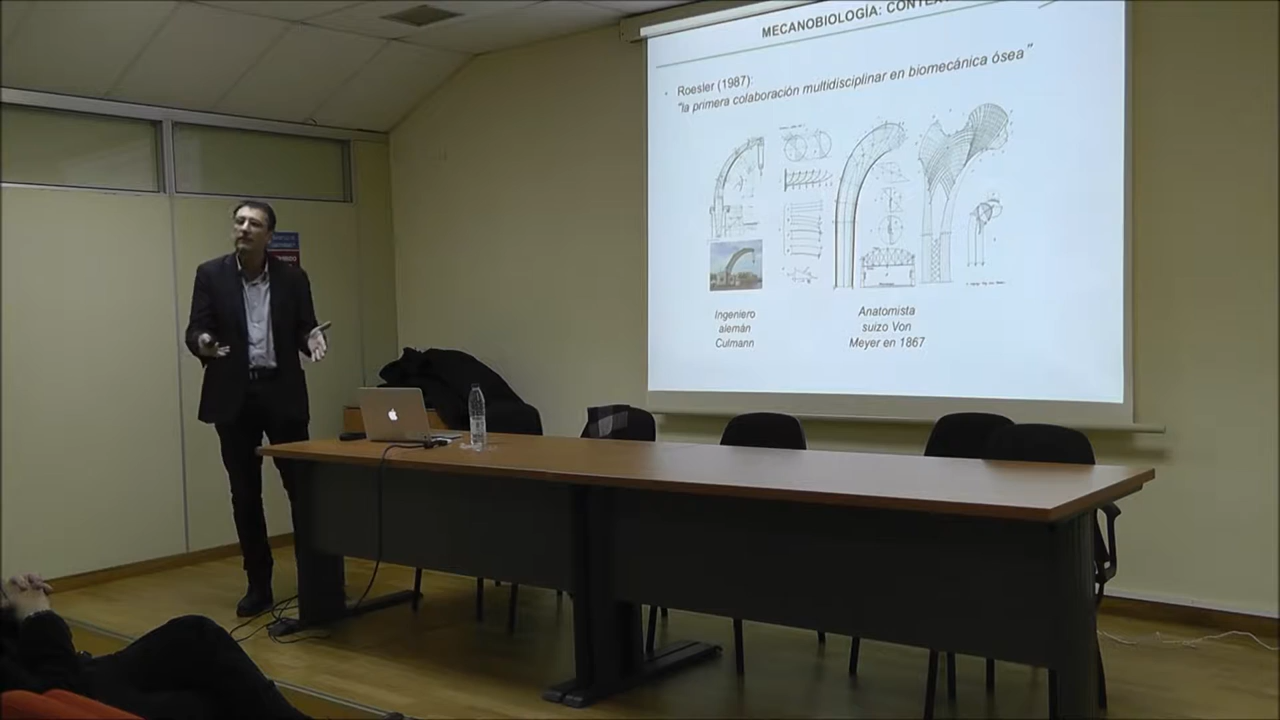 MECANOBIOLOGÍA:
Roesler (1987):
"la primera colaboración multidisciplinar en biomecánica ósea"
Ingeniero
alemán
Culmann
Anatomista
suizo Von
Meyer en 1867